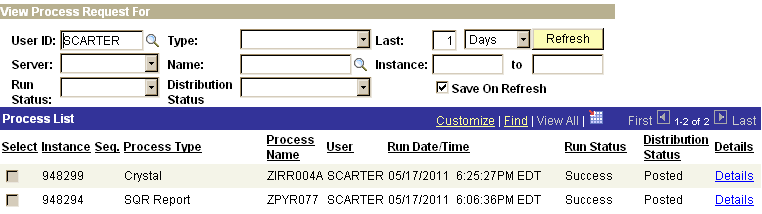 View Process Request For
User ID: SCARTER Type: Last: 1 Days Refresh
Server: Name: Instance: to
Run Status: Distribution Status Save On Refresh
Process List Customize | Find | View All | First 1-2 of 2 Last
Select Instance Seq. Process Type Process Name User Run Date/Time Run Status Distribution Status Details
948299 Crystal ZIRR004A SCARTER 05/17/2011 6:25:27PM EDT Success Posted Details
948294 SQR Report ZPYR077 SCARTER 05/17/2011 6:06:36PM EDT Success Posted Details